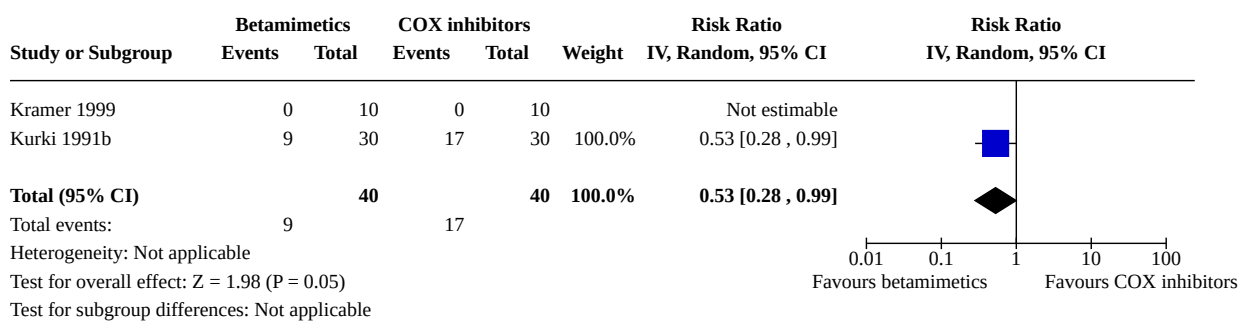 Betamimetics COX inhibitors Risk Ratio Risk Ratio
Study or Subgroup Events Total Events Total Weight IV, Random, 95% CI IV, Random, 95% CI
Kramer 1999 0 10 0 10 Not estimable
Kurki 1991b 9 30 17 30 100.0% 0.53 [0.28 , 0.99]
Total (95% CI) 40 40 100.0% 0.53 [0.28 , 0.99]
Total events: 9 17
Heterogeneity: Not applicable
0.01 0.1 1 10 100
Test for overall effect: Z = 1.98 (P = 0.05) Favours betamimetics Favours COX inhibitors
Test for subgroup differences: Not applicable